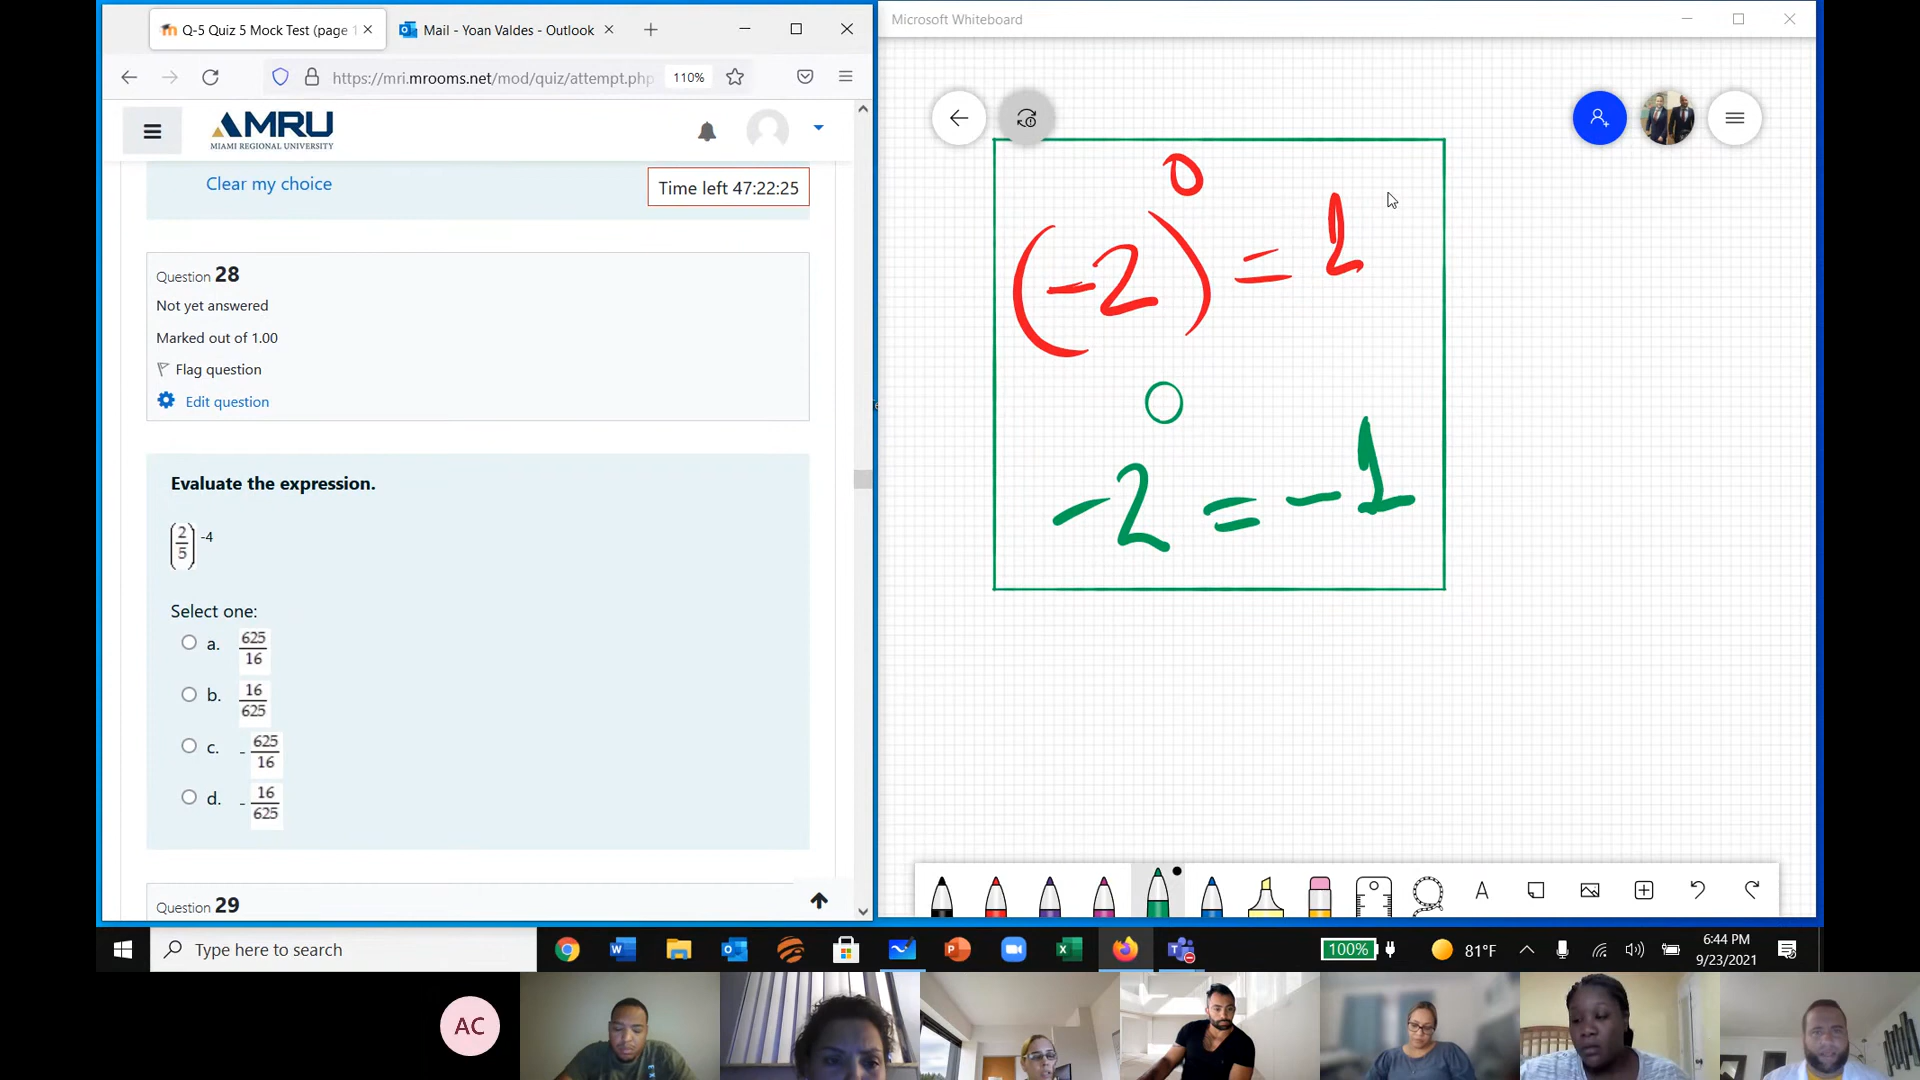 Q-5 Quiz 5 Mock Test (page 1
Mail - Yoan Valdes - Outlook
https://mri.mrooms.net/mod/quiz/attempt.php
110%
MRU
MIAMI REGIONAL UNIVERSITY
Clear my choice
Time left 47:22:25
Question 28
Not yet answered
Marked out of 1.00
Flag question
Edit question
Evaluate the expression.
(2/5) -4
Select one:
a. 625/16
b. 16/625
c. - 625/16
d. - 16/625
Question 29
Microsoft Whiteboard
(-2)^0 = 1
-2^0 = -1
Type here to search
100%
81°F
6:44 PM
9/23/2021
AC